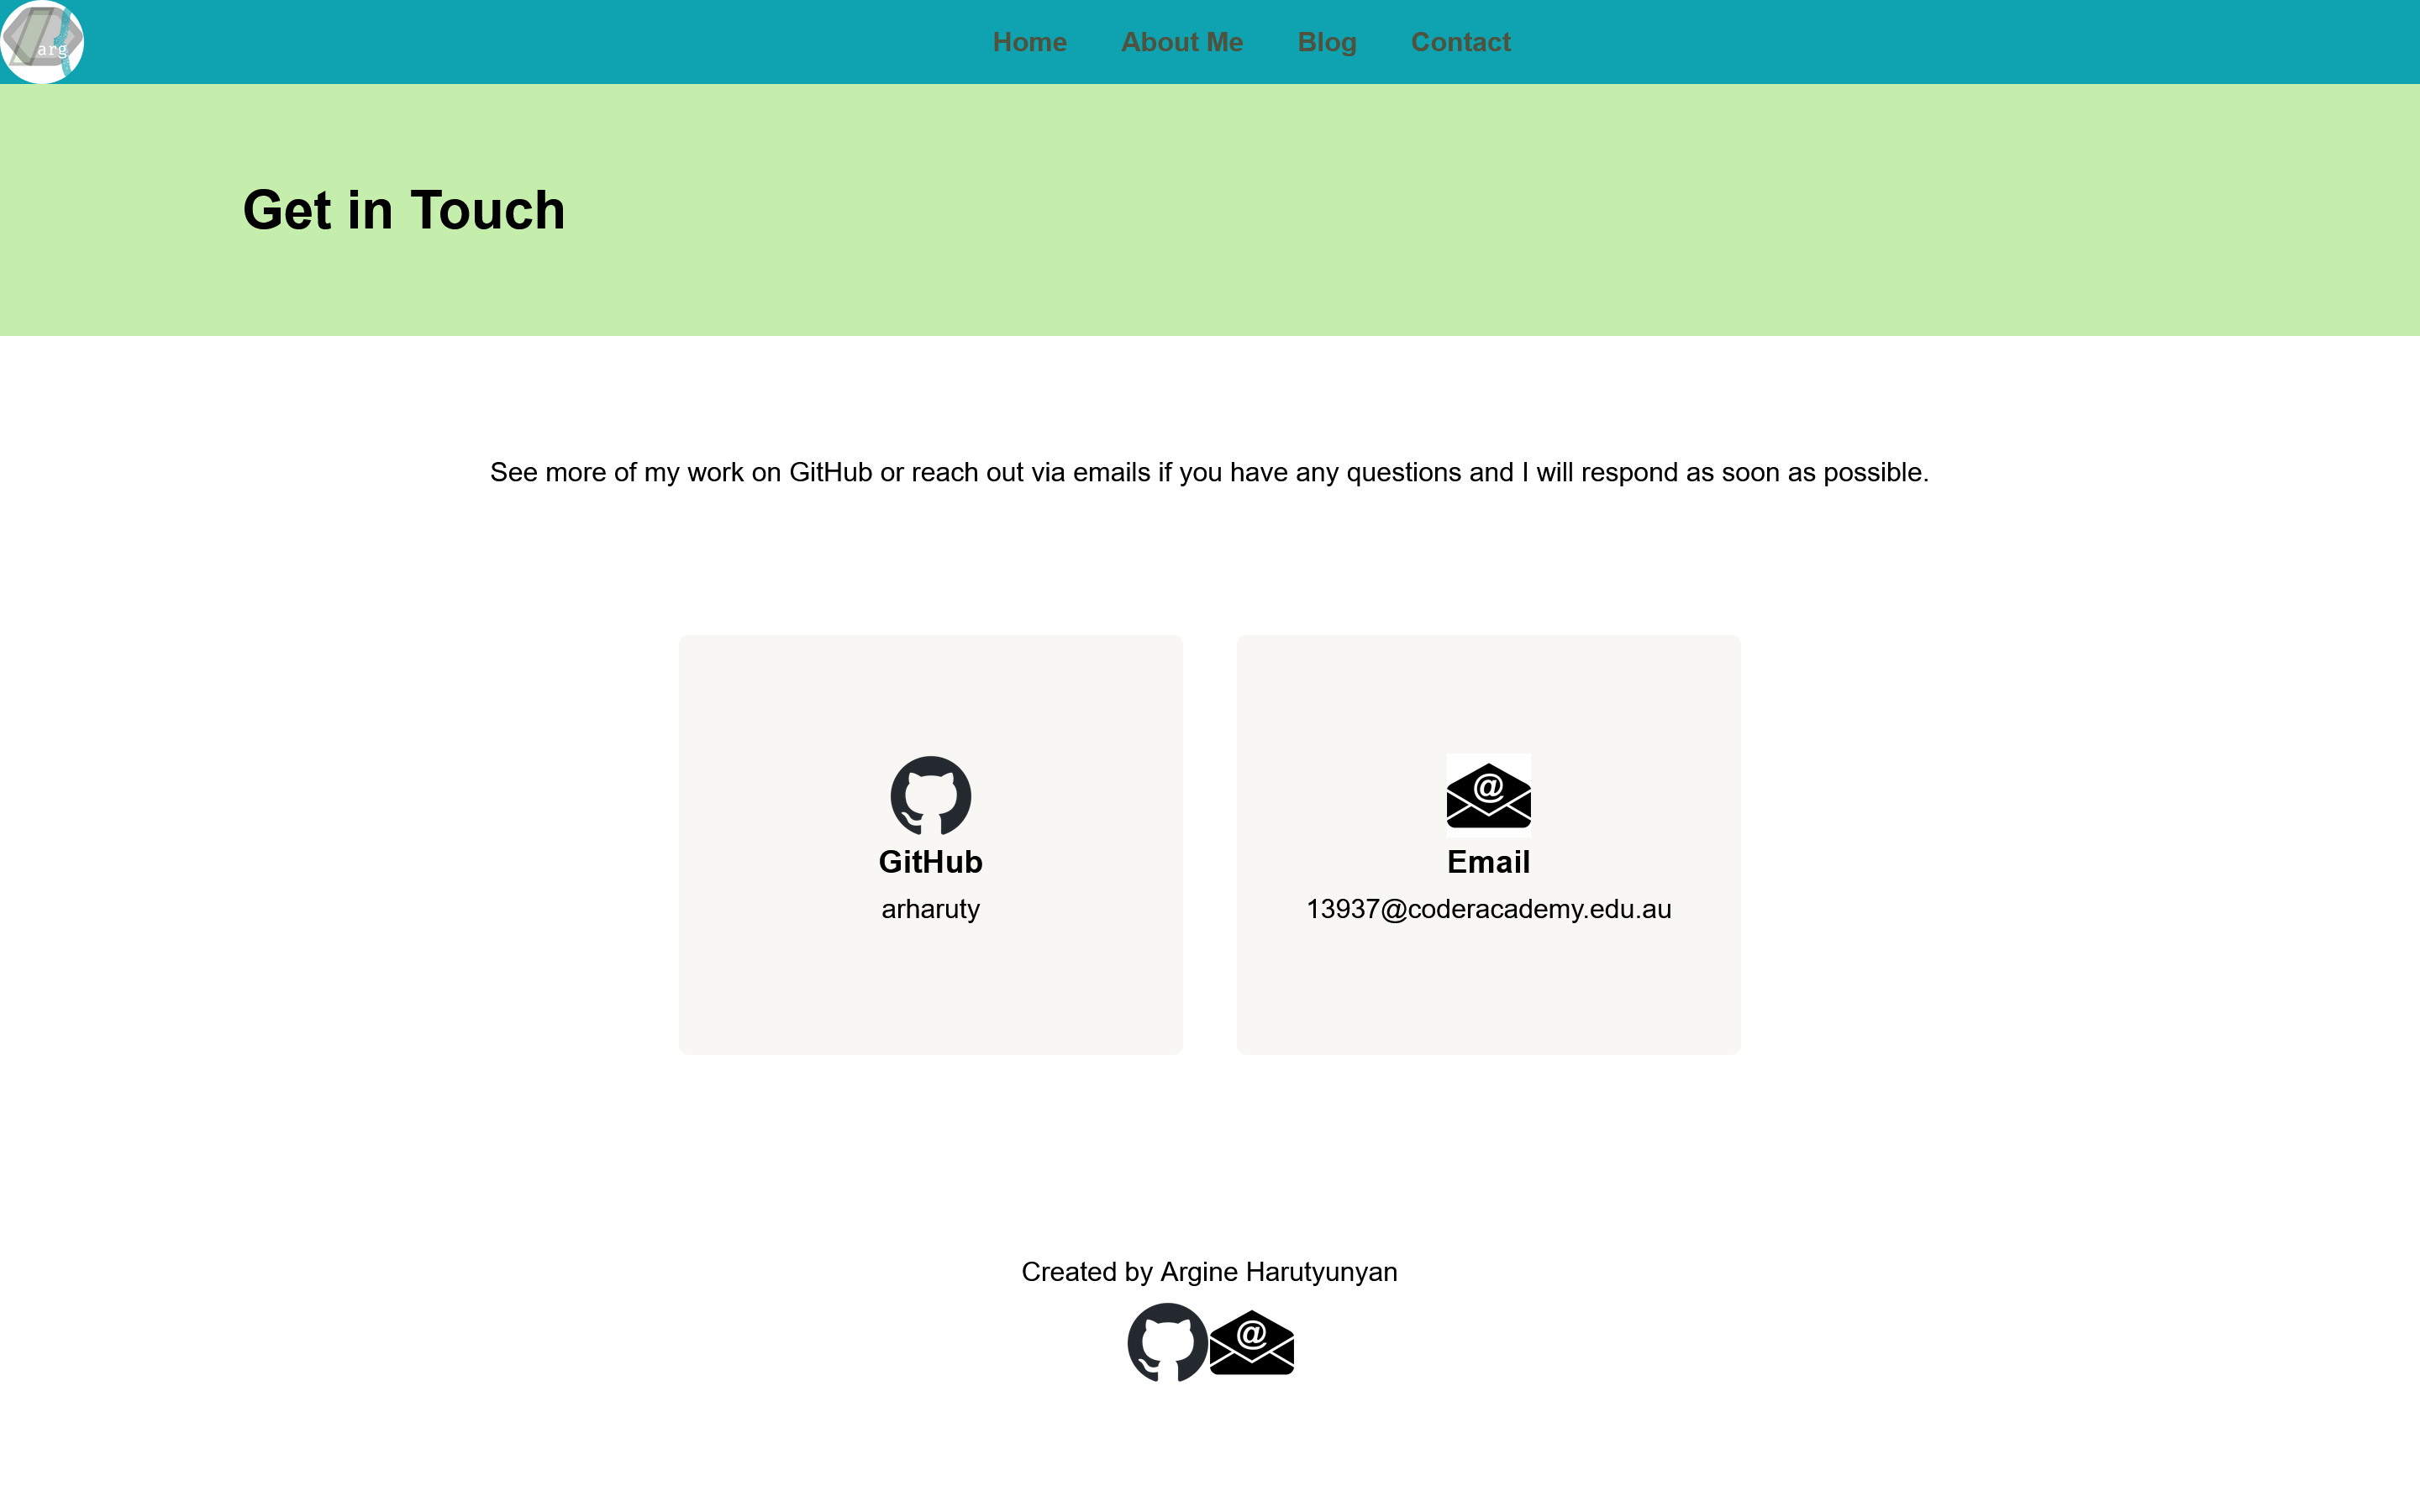 arg
Home About Me Blog Contact
Get in Touch
See more of my work on GitHub or reach out via emails if you have any questions and I will respond as soon as possible.
GitHub
arharuty
@
Email
13937@coderacademy.edu.au
Created by Argine Harutyunyan
@